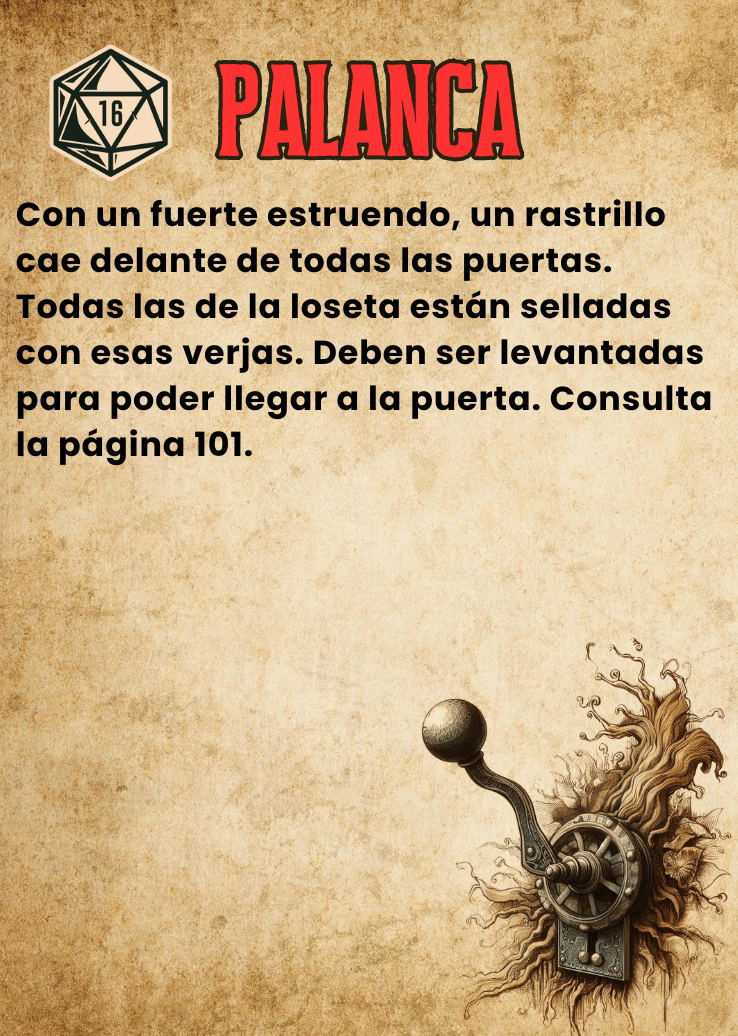 16
PALANCA
Con un fuerte estruendo, un rastrillo
cae delante de todas las puertas.
Todas las de la loseta están selladas
con esas verjas. Deben ser levantadas
para poder llegar a la puerta. Consulta
la página 101.